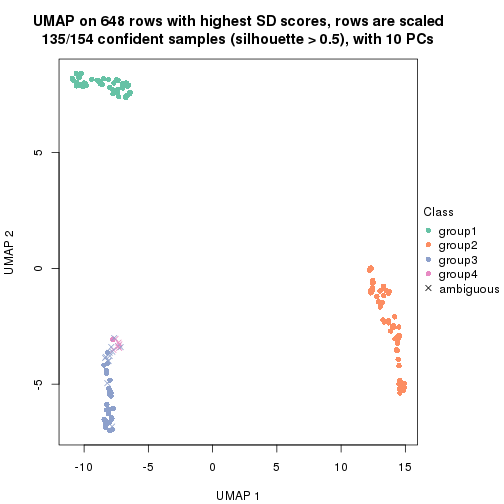 UMAP on 648 rows with highest SD scores, rows are scaled
135/154 confident samples (silhouette > 0.5), with 10 PCs
UMAP 2
5
0
-5
-10
-5
0
5
10
15
UMAP 1
Class
group1
group2
group3
group4
ambiguous